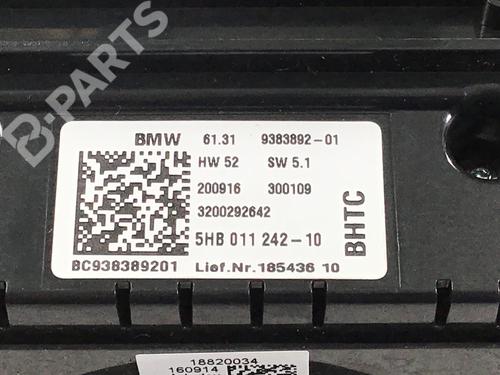 B-PARTS
BMW 61.31 9383892-01
HW 52 SW 5.1
200916 300109
3200292642
5HB 011 242-10
BC938389201 Lief.Nr.185436 10
BHTC
18820034
160914